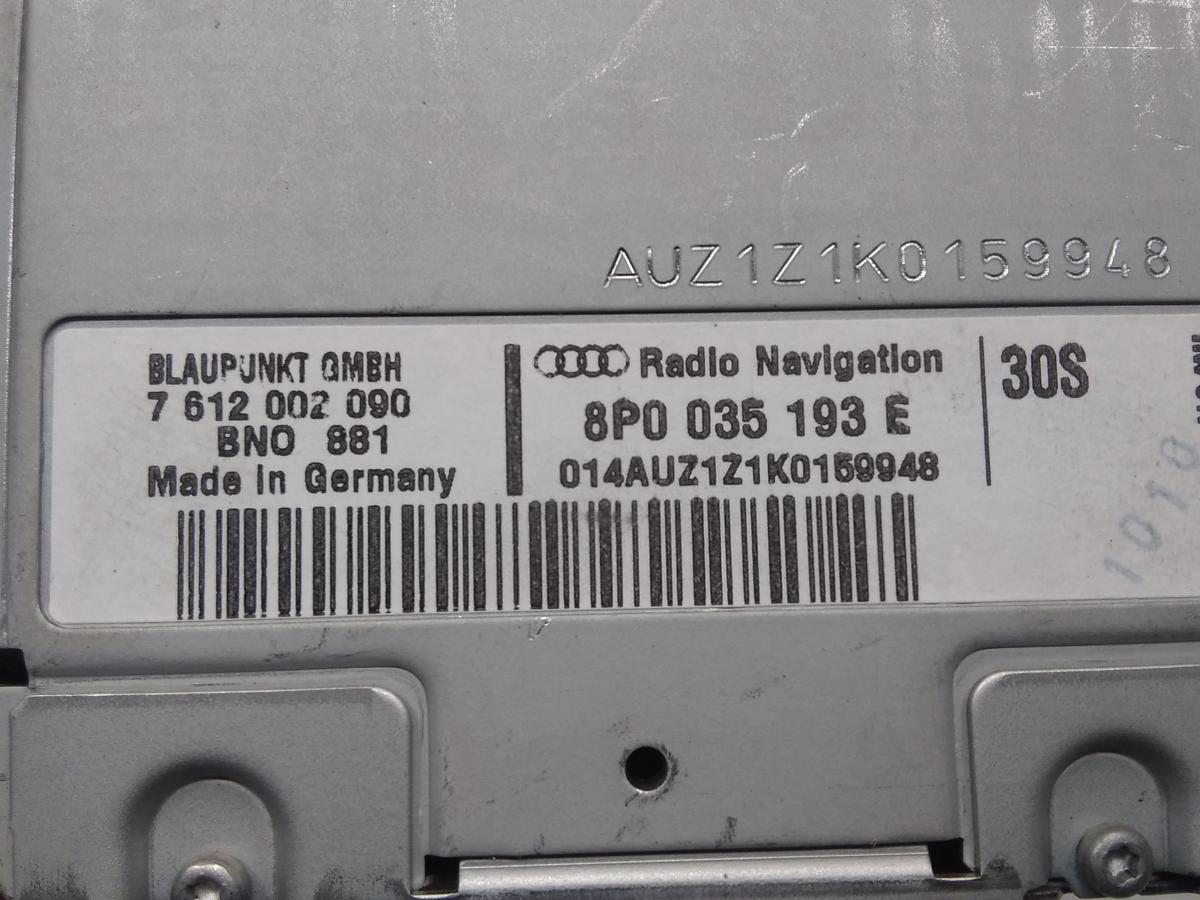 AUZ1Z1K0159948
BLAUPUNKT GMBH
7 612 002 090
BNO 881
Made in Germany
Radio Navigation
8P0 035 193 E
014AUZ1Z1K0159948
30S
1010